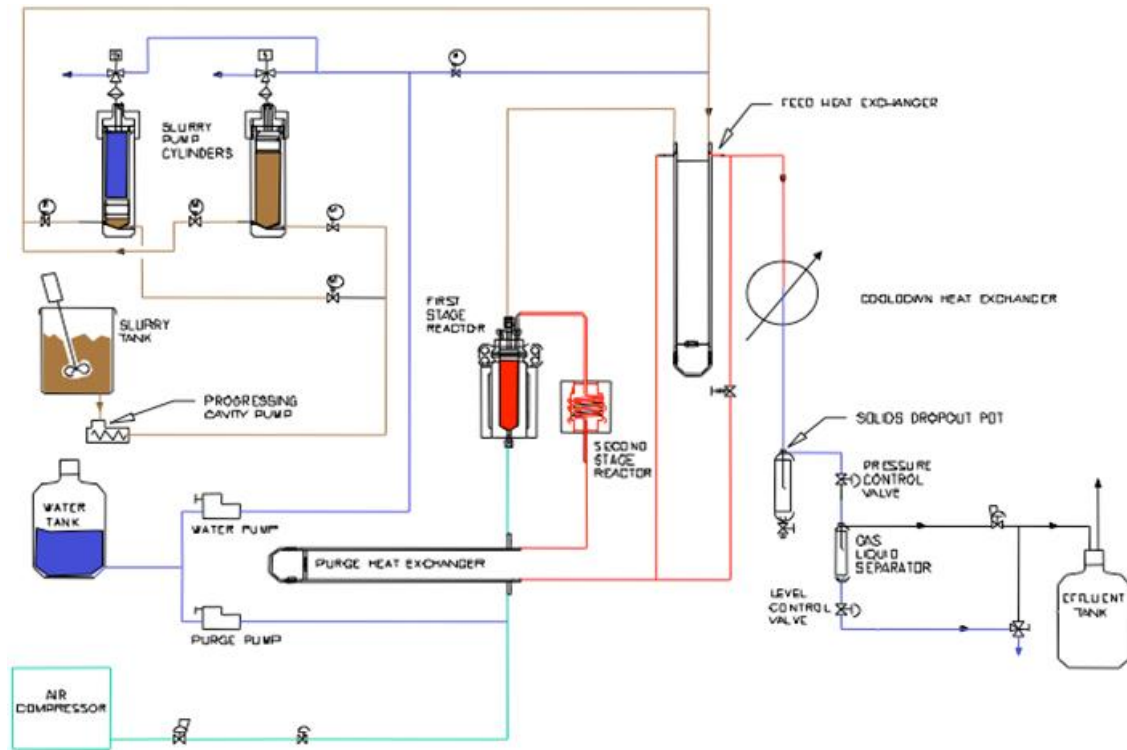 SLURRY
PUMP
CYLINDERS
FEED HEAT EXCHANGER
FIRST
STAGE
REACTOR
COOLDOWN HEAT EXCHANGER
SLURRY
TANK
PROGRESSING
CAVITY PUMP
SOLIDS DROPOUT POT
SECOND
STAGE
REACTOR
PRESSURE
CONTROL
VALVE
WATER
TANK
WATER PUMP
GAS
LIQUID
SEPARATOR
PURGE HEAT EXCHANGER
LEVEL
CONTROL
VALVE
EFFLUENT
TANK
PURGE PUMP
AIR
COMPRESSOR